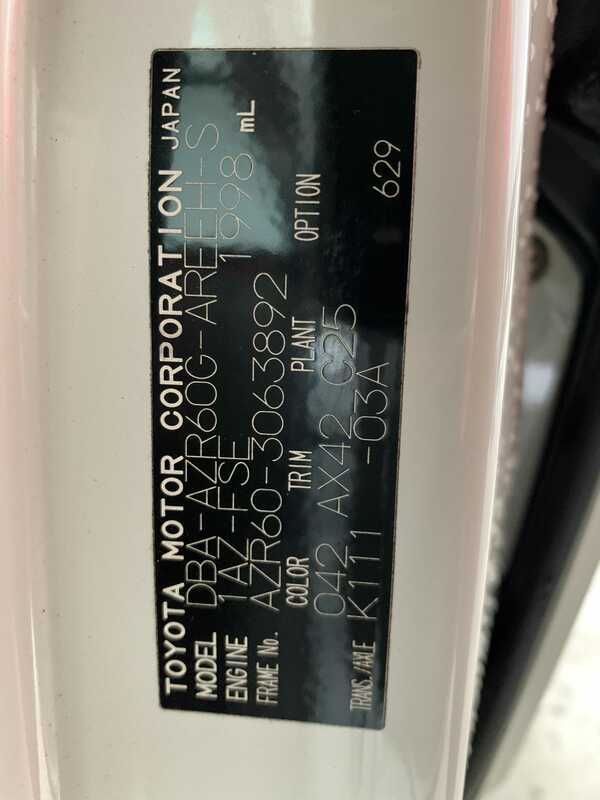 TOYOTA MOTOR CORPORATION JAPAN
MODEL DBA-AZR60G-AREEH-S
ENGINE 1AZ-FSE 1998 mL
FRAME No. AZR60-3063892
COLOR TRIM PLANT OPTION
042 AX42 C25
TRANS./AXLE K111 -03A 629